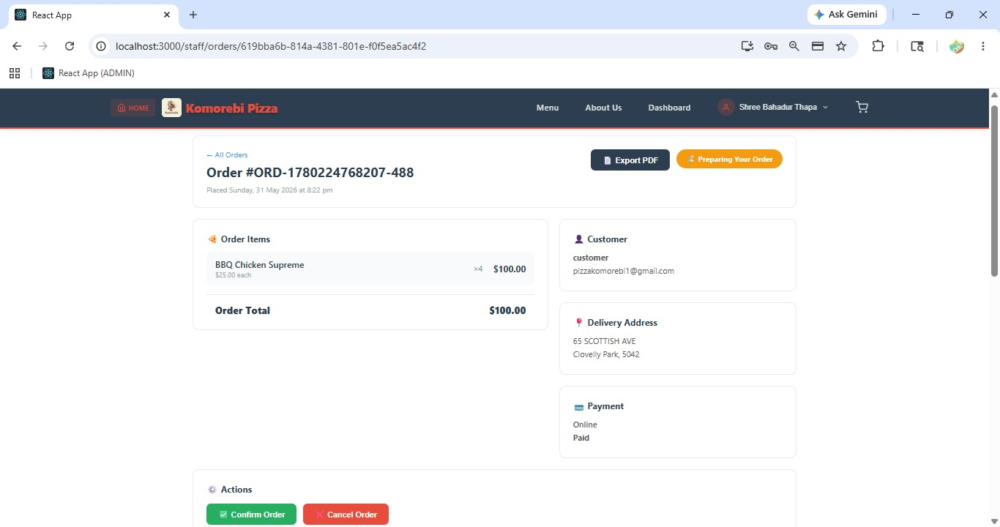 React App
Ask Gemini
localhost:3000/staff/orders/619bba6b-814a-4381-801e-f0f5ea5ac4f2
React App (ADMIN)
HOME
Komorebi Pizza
Menu
About Us
Dashboard
Shree Bahadur Thapa
← All Orders
Order #ORD-1780224768207-488
Placed Sunday, 31 May 2026 at 8:22 pm
Export PDF
Preparing Your Order
Order Items
BBQ Chicken Supreme
$25.00 each
×4
$100.00
Order Total
$100.00
Customer
customer
pizzakomorebi1@gmail.com
Delivery Address
65 SCOTTISH AVE
Clovelly Park, 5042
Payment
Online
Paid
Actions
Confirm Order
Cancel Order